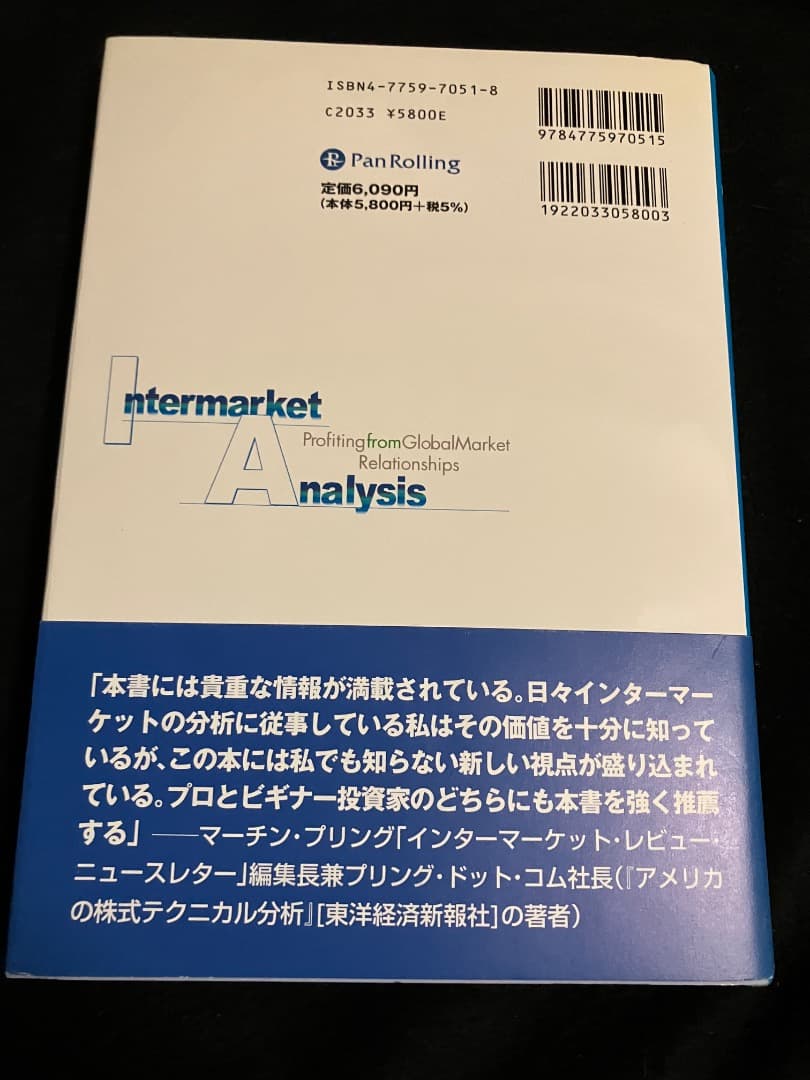 ISBN4-7759-7051-8
C2033 ¥5800E
9784775970515
PanRolling
定価6,090円
(本体5,800円+税5%)
1922033058003
Intermarket
ProfitingfromGlobalMarket
Relationships
Analysis
「本書には貴重な情報が満載されている。日々インターマー
ケットの分析に従事している私はその価値を十分に知って
いるが、この本には私でも知らない新しい視点が盛り込まれ
ている。プロとビギナー投資家のどちらにも本書を強く推薦
する」──マーチン・プリング「インターマーケット・レビュー・
ニュースレター」編集長兼プリング・ドット・コム社長(『アメリカ
の株式テクニカル分析』[東洋経済新報社]の著者)